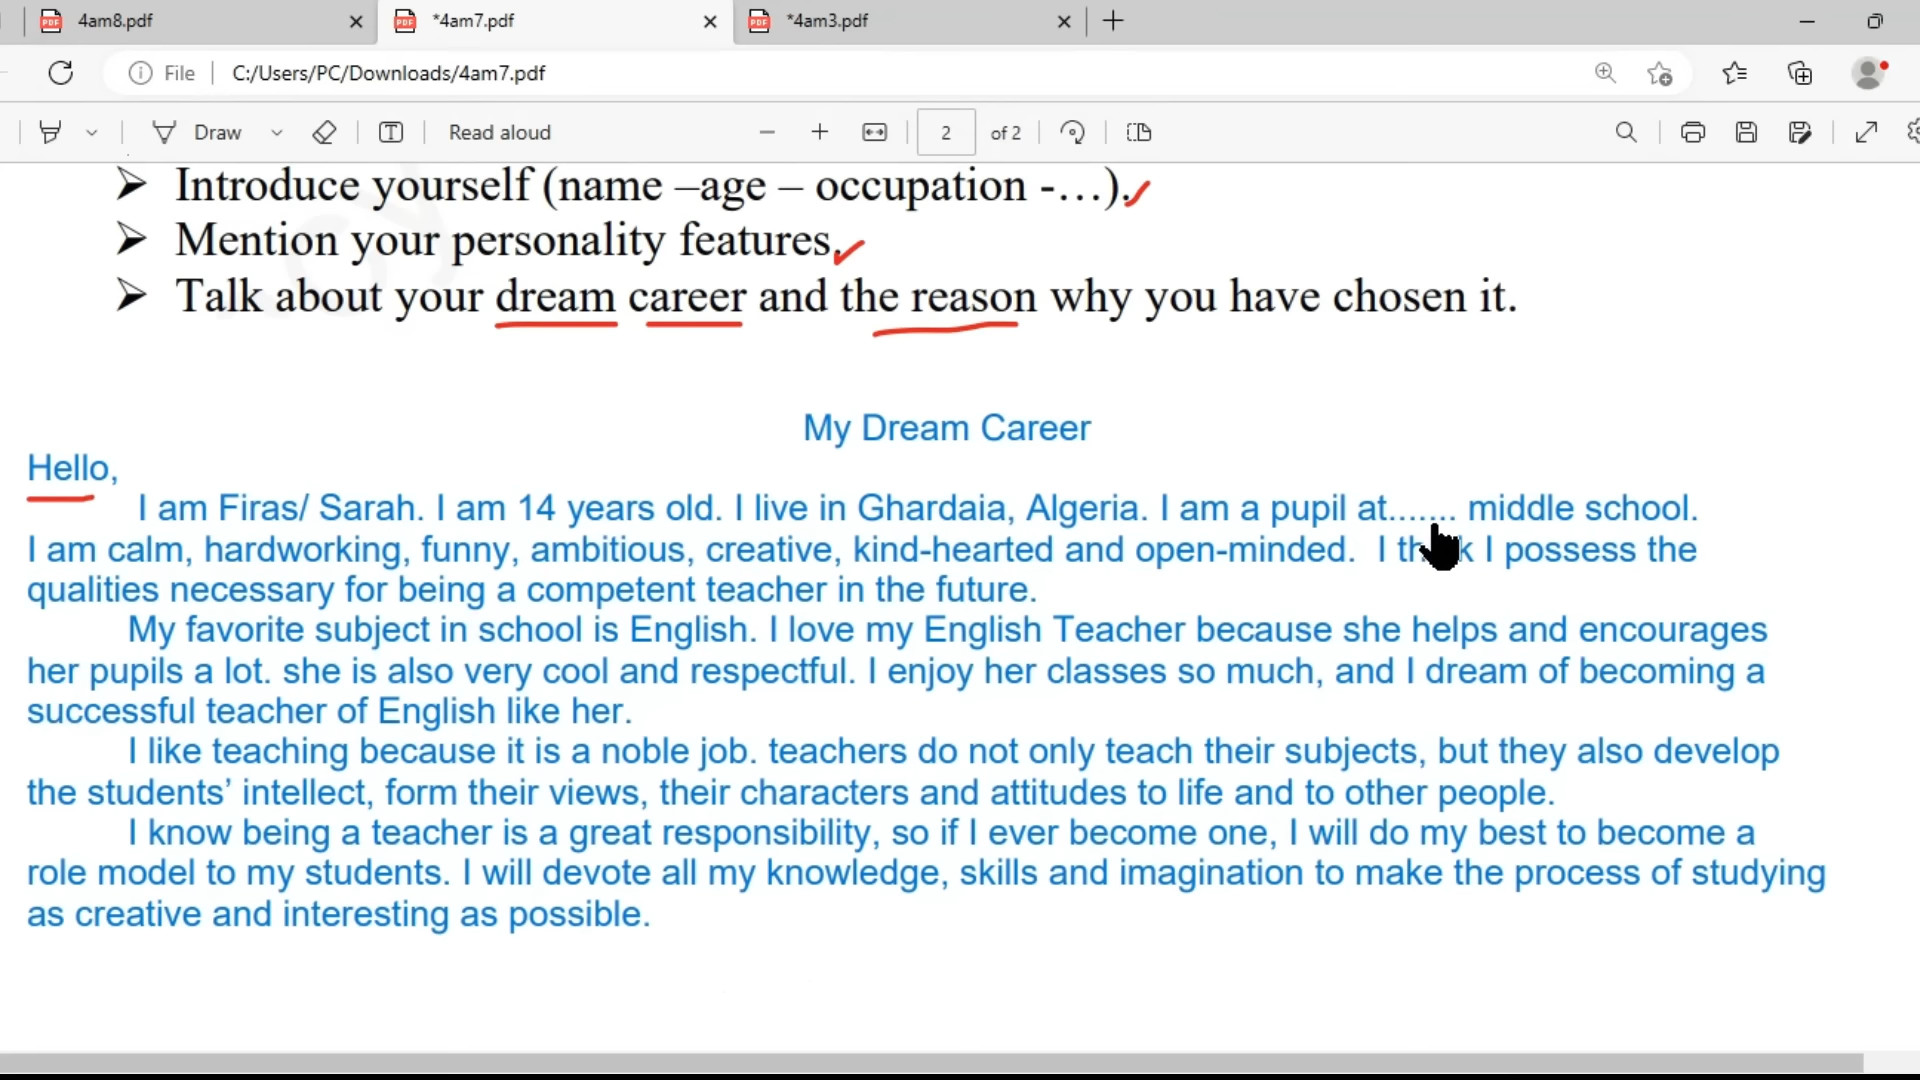 4am8.pdf
*4am7.pdf
*4am3.pdf
File
C:/Users/PC/Downloads/4am7.pdf
Draw
Read aloud
2
of 2
➢ Introduce yourself (name –age – occupation -…).
➢ Mention your personality features.
➢ Talk about your dream career and the reason why you have chosen it.
My Dream Career
Hello,
I am Firas/ Sarah. I am 14 years old. I live in Ghardaia, Algeria. I am a pupil at....... middle school.
I am calm, hardworking, funny, ambitious, creative, kind-hearted and open-minded. I think I possess the
qualities necessary for being a competent teacher in the future.
My favorite subject in school is English. I love my English Teacher because she helps and encourages
her pupils a lot. she is also very cool and respectful. I enjoy her classes so much, and I dream of becoming a
successful teacher of English like her.
I like teaching because it is a noble job. teachers do not only teach their subjects, but they also develop
the students’ intellect, form their views, their characters and attitudes to life and to other people.
I know being a teacher is a great responsibility, so if I ever become one, I will do my best to become a
role model to my students. I will devote all my knowledge, skills and imagination to make the process of studying
as creative and interesting as possible.